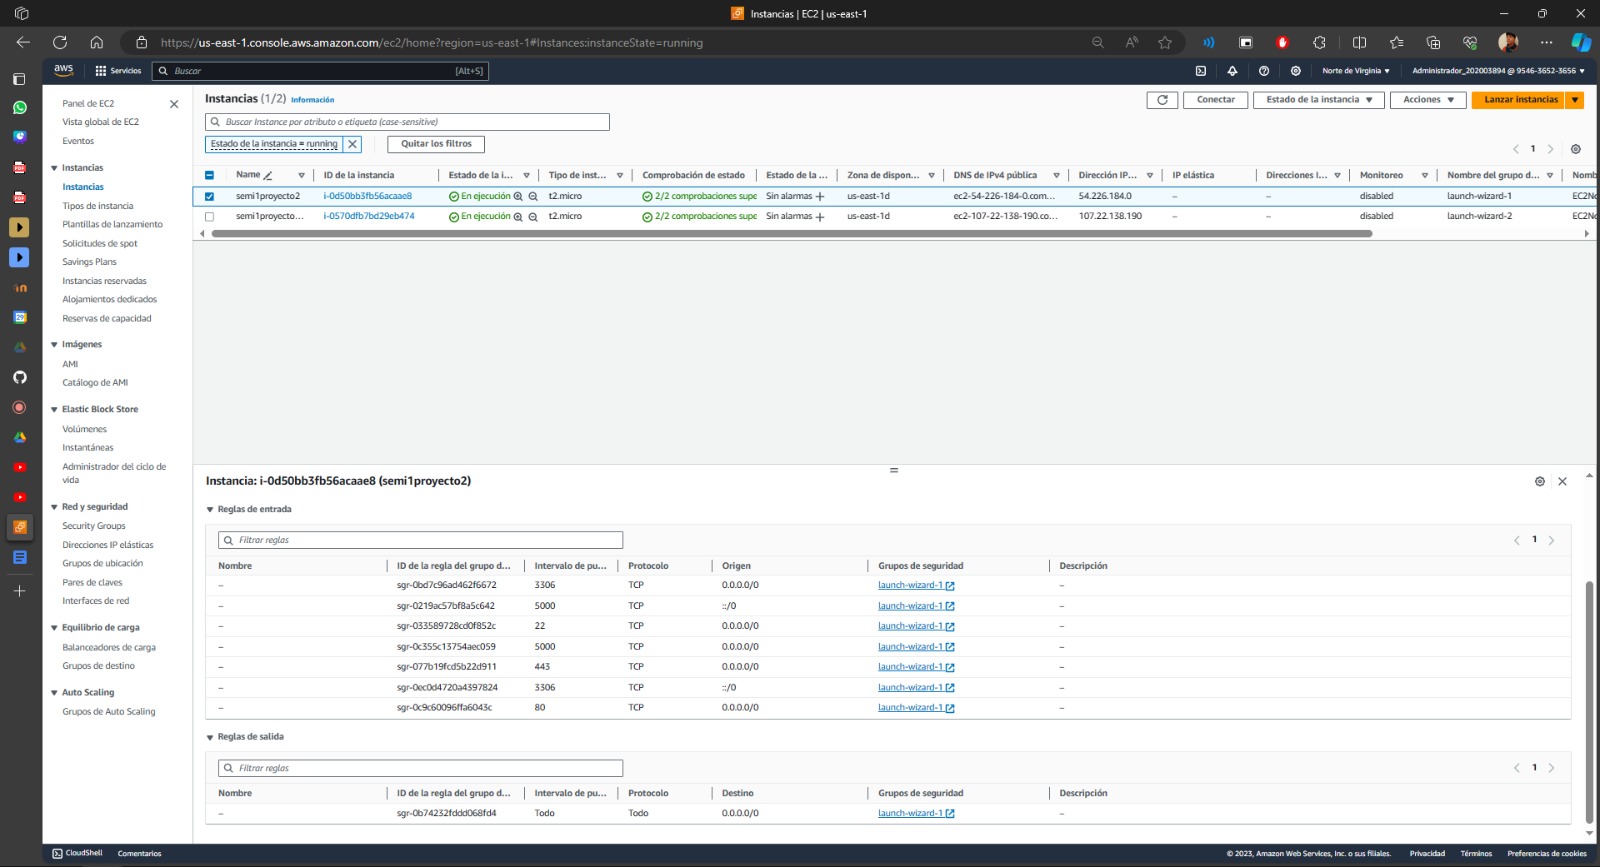 Instancias | EC2 | us-east-1
https://us-east-1.console.aws.amazon.com/ec2/home?region=us-east-1#Instances:instanceState=running
aws Servicios Buscar [Alt+S] Norte de Virginia Administrador_202003894 @ 9546-3652-3656
Panel de EC2
Vista global de EC2
Eventos
Instancias
Instancias
Tipos de instancia
Plantillas de lanzamiento
Solicitudes de spot
Savings Plans
Instancias reservadas
Alojamientos dedicados
Reservas de capacidad
Imágenes
AMI
Catálogo de AMI
Elastic Block Store
Volúmenes
Instantáneas
Administrador del ciclo de
vida
Red y seguridad
Security Groups
Direcciones IP elásticas
Grupos de ubicación
Pares de claves
Interfaces de red
Equilibrio de carga
Balanceadores de carga
Grupos de destino
Auto Scaling
Grupos de Auto Scaling
Instancias (1/2) Información Conectar Estado de la instancia Acciones Lanzar instancias
Buscar Instance por atributo o etiqueta (case-sensitive)
Estado de la instancia = running Quitar los filtros
1
Name ID de la instancia Estado de la i... Tipo de inst... Comprobación de estado Estado de la ... Zona de dispon... DNS de IPv4 pública Dirección IP... IP elástica Direcciones I... Monitoreo Nombre del grupo d... Nomb
semi1proyecto2 i-0d50bb3fb56acaae8 En ejecución t2.micro 2/2 comprobaciones supe Sin alarmas us-east-1d ec2-54-226-184-0.com... 54.226.184.0 – – disabled launch-wizard-1 EC2Nc
semi1proyecto... i-0570dfb7bd29eb474 En ejecución t2.micro 2/2 comprobaciones supe Sin alarmas us-east-1d ec2-107-22-138-190.co... 107.22.138.190 – – disabled launch-wizard-2 EC2Nc
Instancia: i-0d50bb3fb56acaae8 (semi1proyecto2)
Reglas de entrada
Filtrar reglas 1
Nombre ID de la regla del grupo d... Intervalo de pu... Protocolo Origen Grupos de seguridad Descripción
– sgr-0bd7c96ad462f6672 3306 TCP 0.0.0.0/0 launch-wizard-1 –
– sgr-0219ac57bf8a5c642 5000 TCP ::/0 launch-wizard-1 –
– sgr-033589728cd0f852c 22 TCP 0.0.0.0/0 launch-wizard-1 –
– sgr-0c355c13754aec059 5000 TCP 0.0.0.0/0 launch-wizard-1 –
– sgr-077b19fcd5b22d911 443 TCP 0.0.0.0/0 launch-wizard-1 –
– sgr-0ec0d4720a4397824 3306 TCP ::/0 launch-wizard-1 –
– sgr-0c9c60096ffa6043c 80 TCP 0.0.0.0/0 launch-wizard-1 –
Reglas de salida
Filtrar reglas 1
Nombre ID de la regla del grupo d... Intervalo de pu... Protocolo Destino Grupos de seguridad Descripción
– sgr-0b74232fddd068fd4 Todo Todo 0.0.0.0/0 launch-wizard-1 –
CloudShell Comentarios © 2023, Amazon Web Services, Inc. o sus filiales. Privacidad Términos Preferencias de cookies